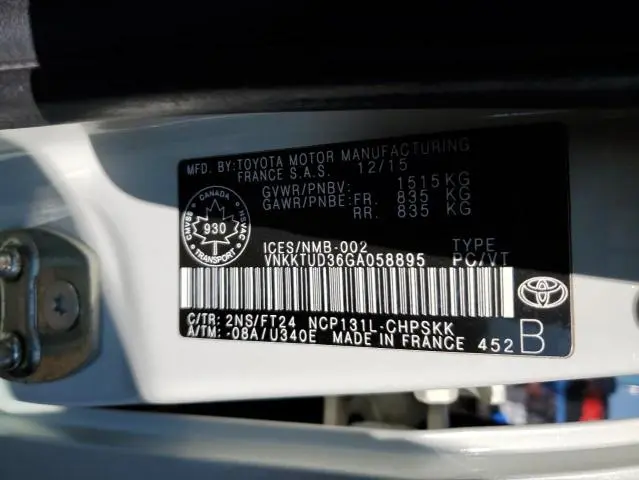 MFD. BY: TOYOTA MOTOR MANUFACTURING
FRANCE S.A.S. 12/15
GVWR/PNBV: 1515 KG
GAWR/PNBE: FR. 835 KG
RR. 835 KG
CANADA
SVAC
NSVAC
930
TRANSPORT
ICES/NMB-002 TYPE
VNKKTUD36GA058895 PC/VT
C/TR: 2NS/FT24 NCP131L-CHPSKK
A/TM: -08A/U340E MADE IN FRANCE 452 B